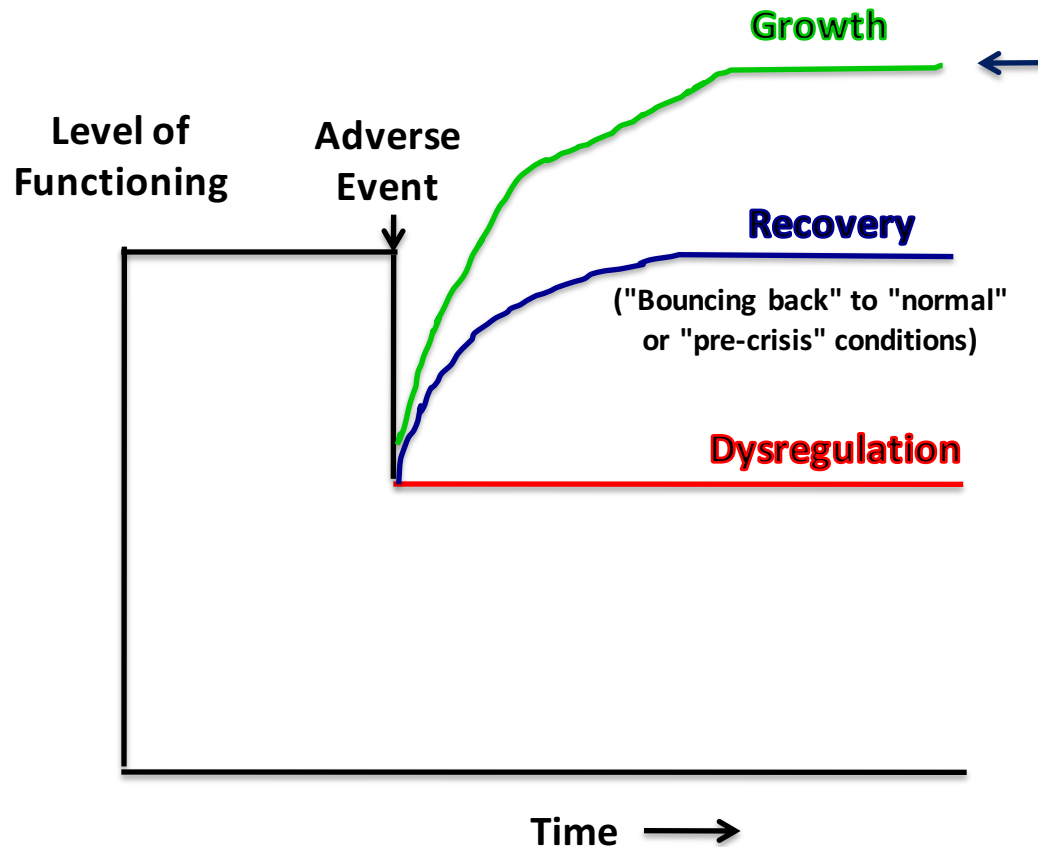 Growth
Level of
Functioning
Adverse
Event
Recovery
("Bouncing back" to "normal"
or "pre-crisis" conditions)
Dysregulation
Time